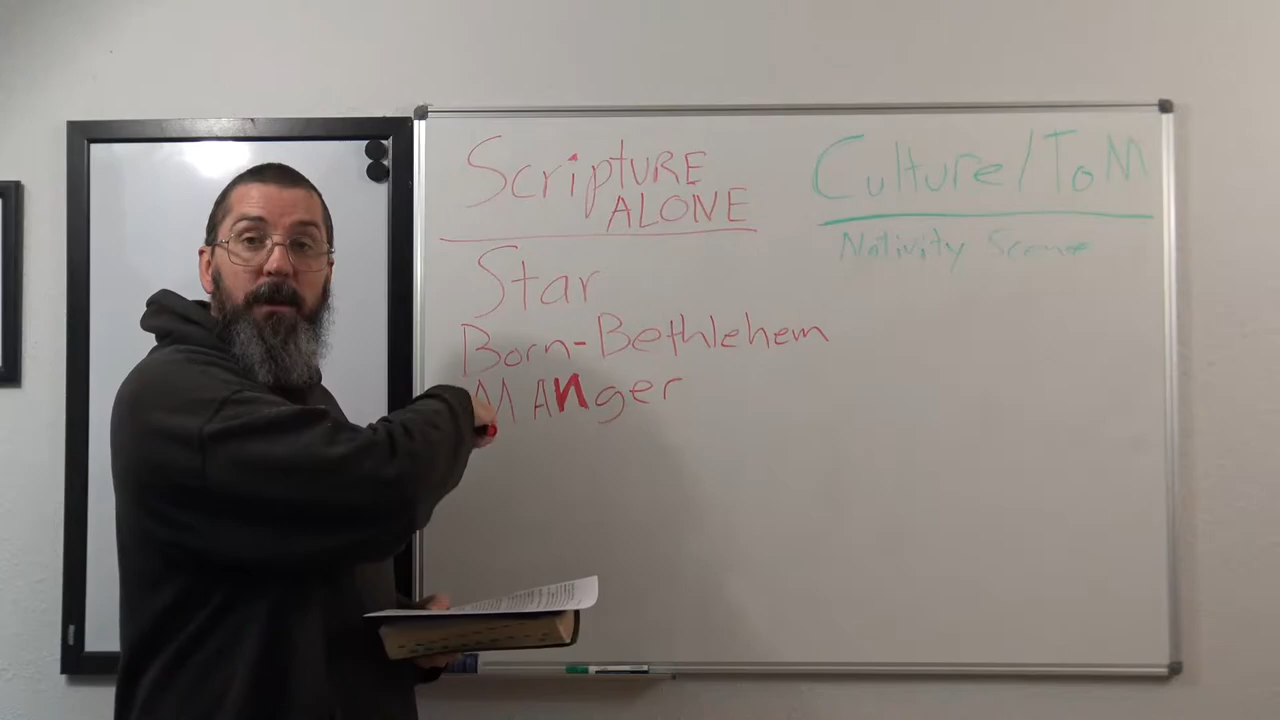 ScripTURE
ALONE
Star
Born-Bethlehem
MAnger
Culture/ToM
Nativity Scene